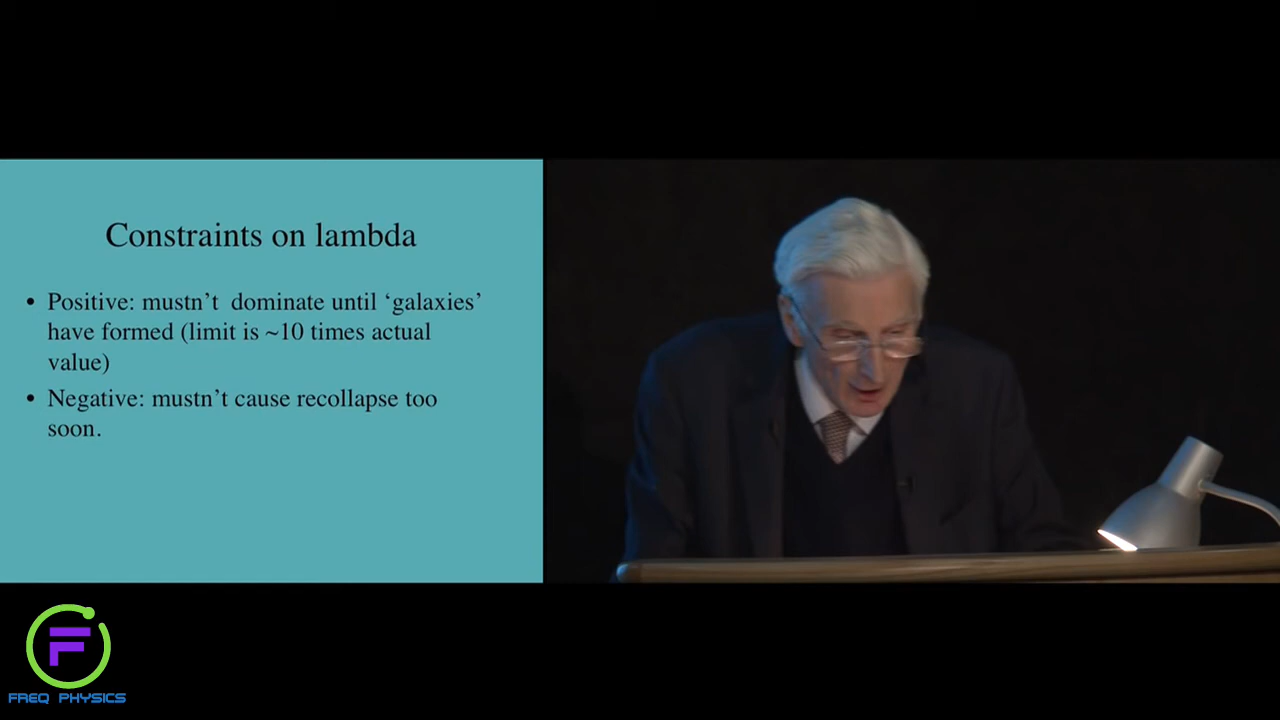 Constraints on lambda
• Positive: mustn’t  dominate until ‘galaxies’
have formed (limit is ~10 times actual
value)
• Negative: mustn’t cause recollapse too
soon.
F
FREQ PHYSICS